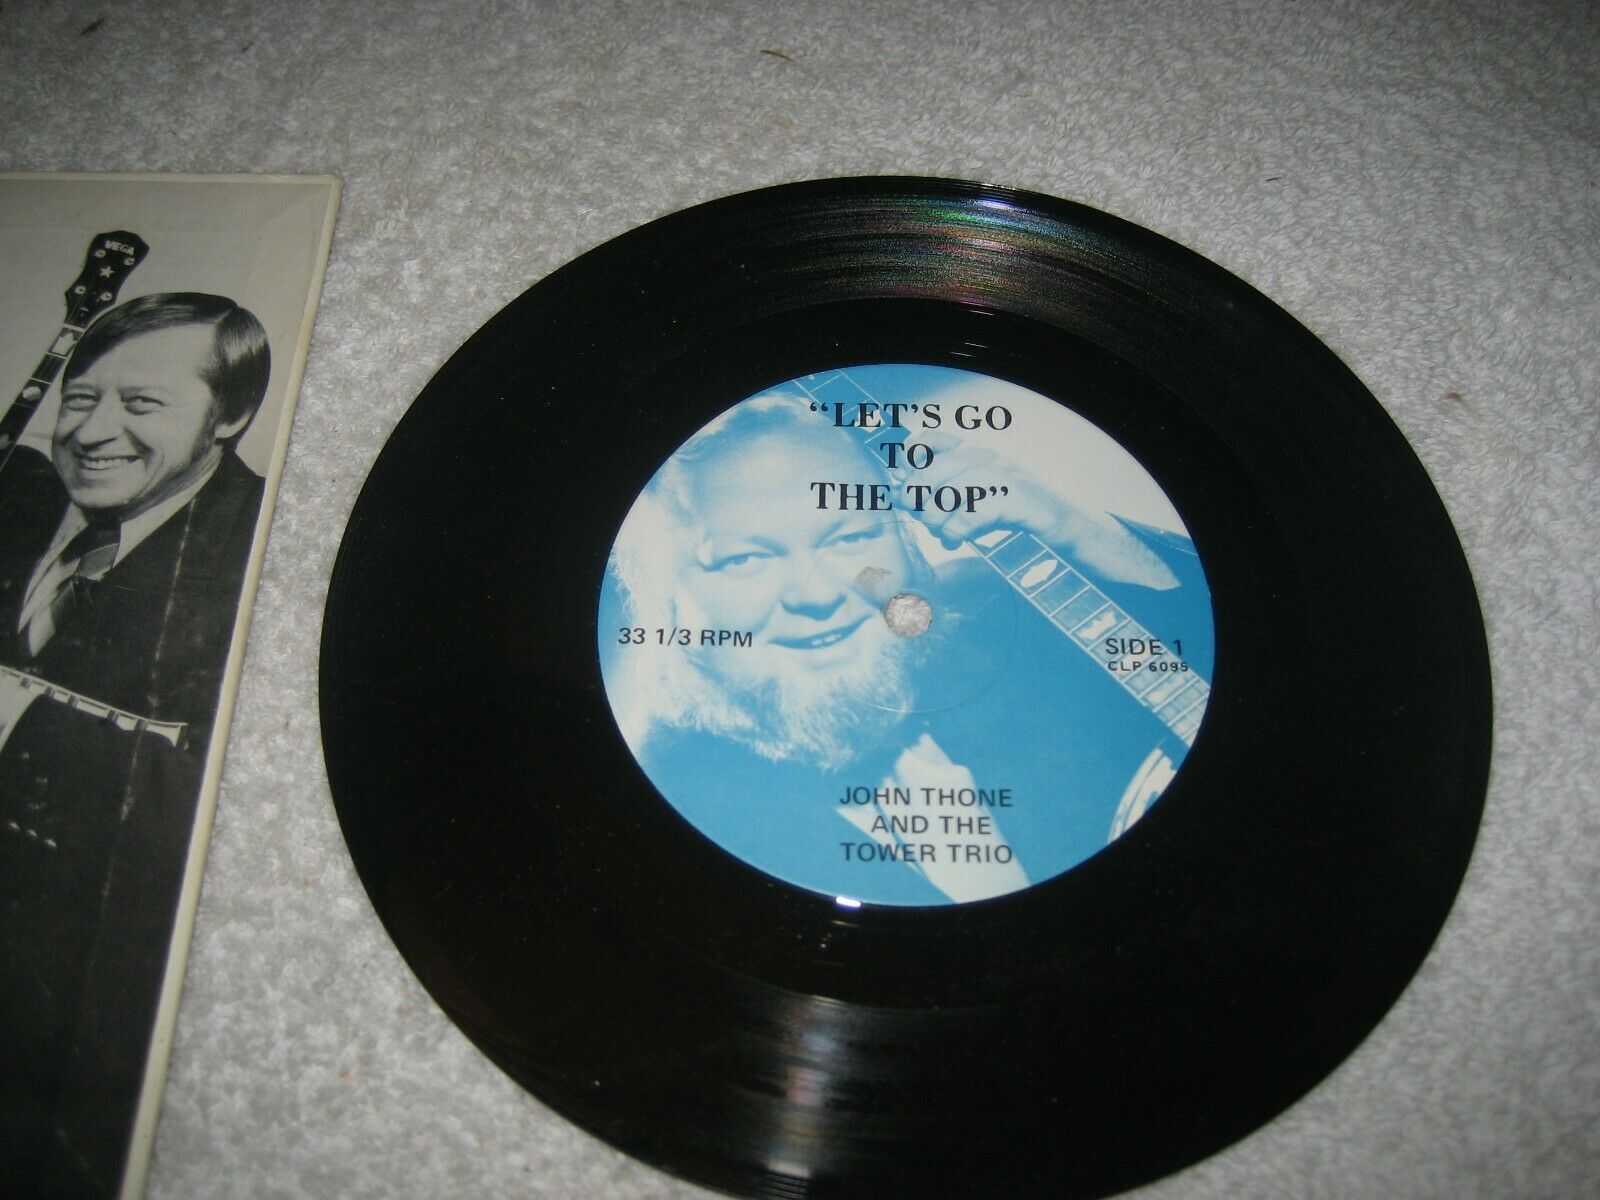 VEGA
"LET'S GO
TO
THE TOP"
33 1/3 RPM
SIDE 1
CLP 6095
JOHN THONE
AND THE
TOWER TRIO